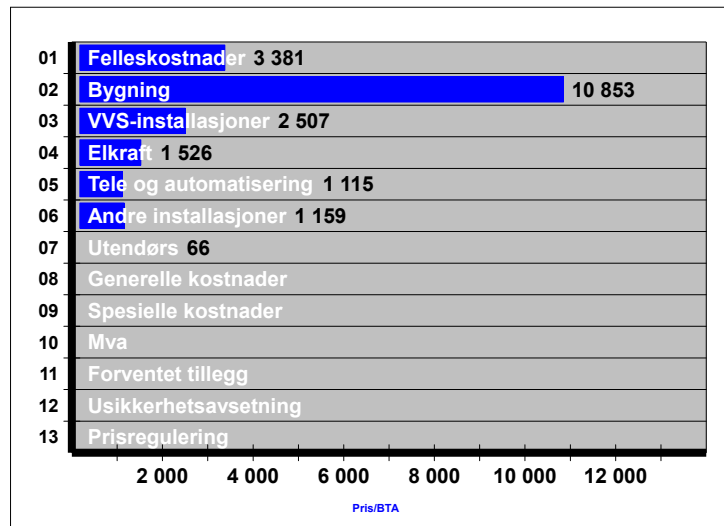 01 Felleskostnader 3 381
02 Bygning 10 853
03 VVS-installasjoner 2 507
04 Elkraft 1 526
05 Tele og automatisering 1 115
06 Andre installasjoner 1 159
07 Utendørs 66
08 Generelle kostnader
09 Spesielle kostnader
10 Mva
11 Forventet tillegg
12 Usikkerhetsavsetning
13 Prisregulering
2 000 4 000 6 000 8 000 10 000 12 000
Pris/BTA